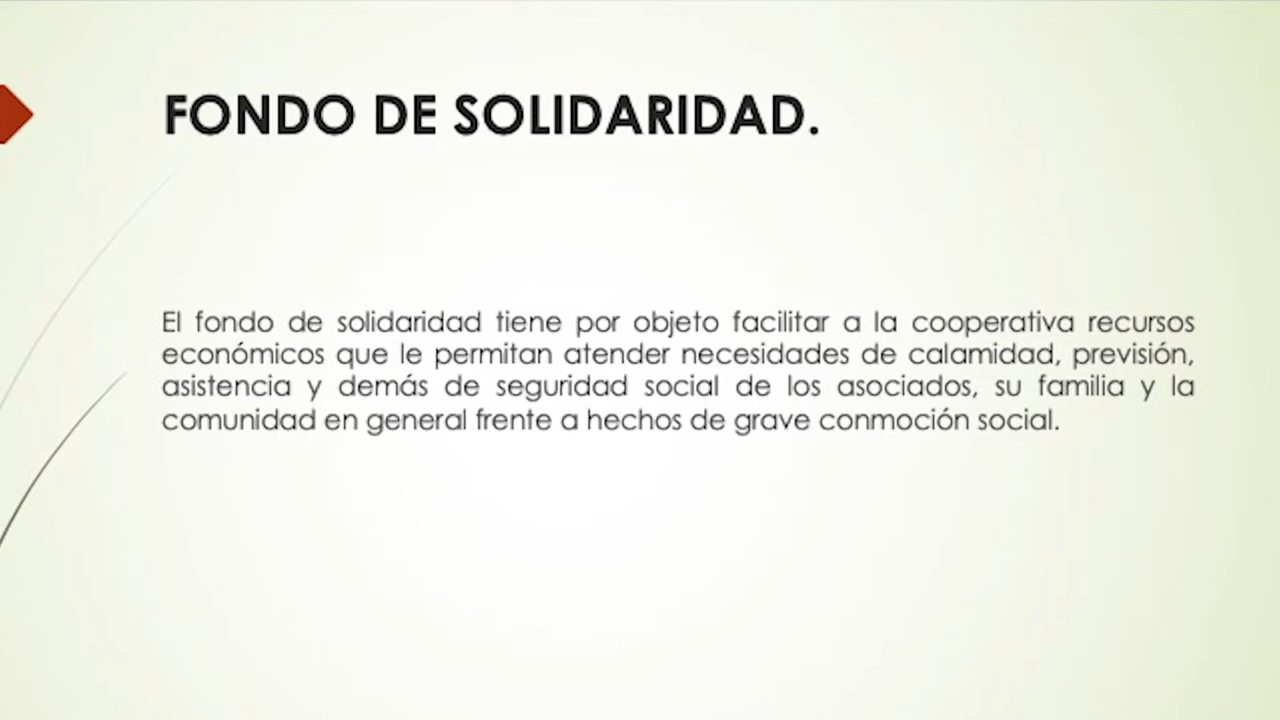 FONDO DE SOLIDARIDAD.
El fondo de solidaridad tiene por objeto facilitar a la cooperativa recursos
económicos que le permitan atender necesidades de calamidad, previsión,
asistencia y demás de seguridad social de los asociados, su familia y la
comunidad en general frente a hechos de grave conmoción social.